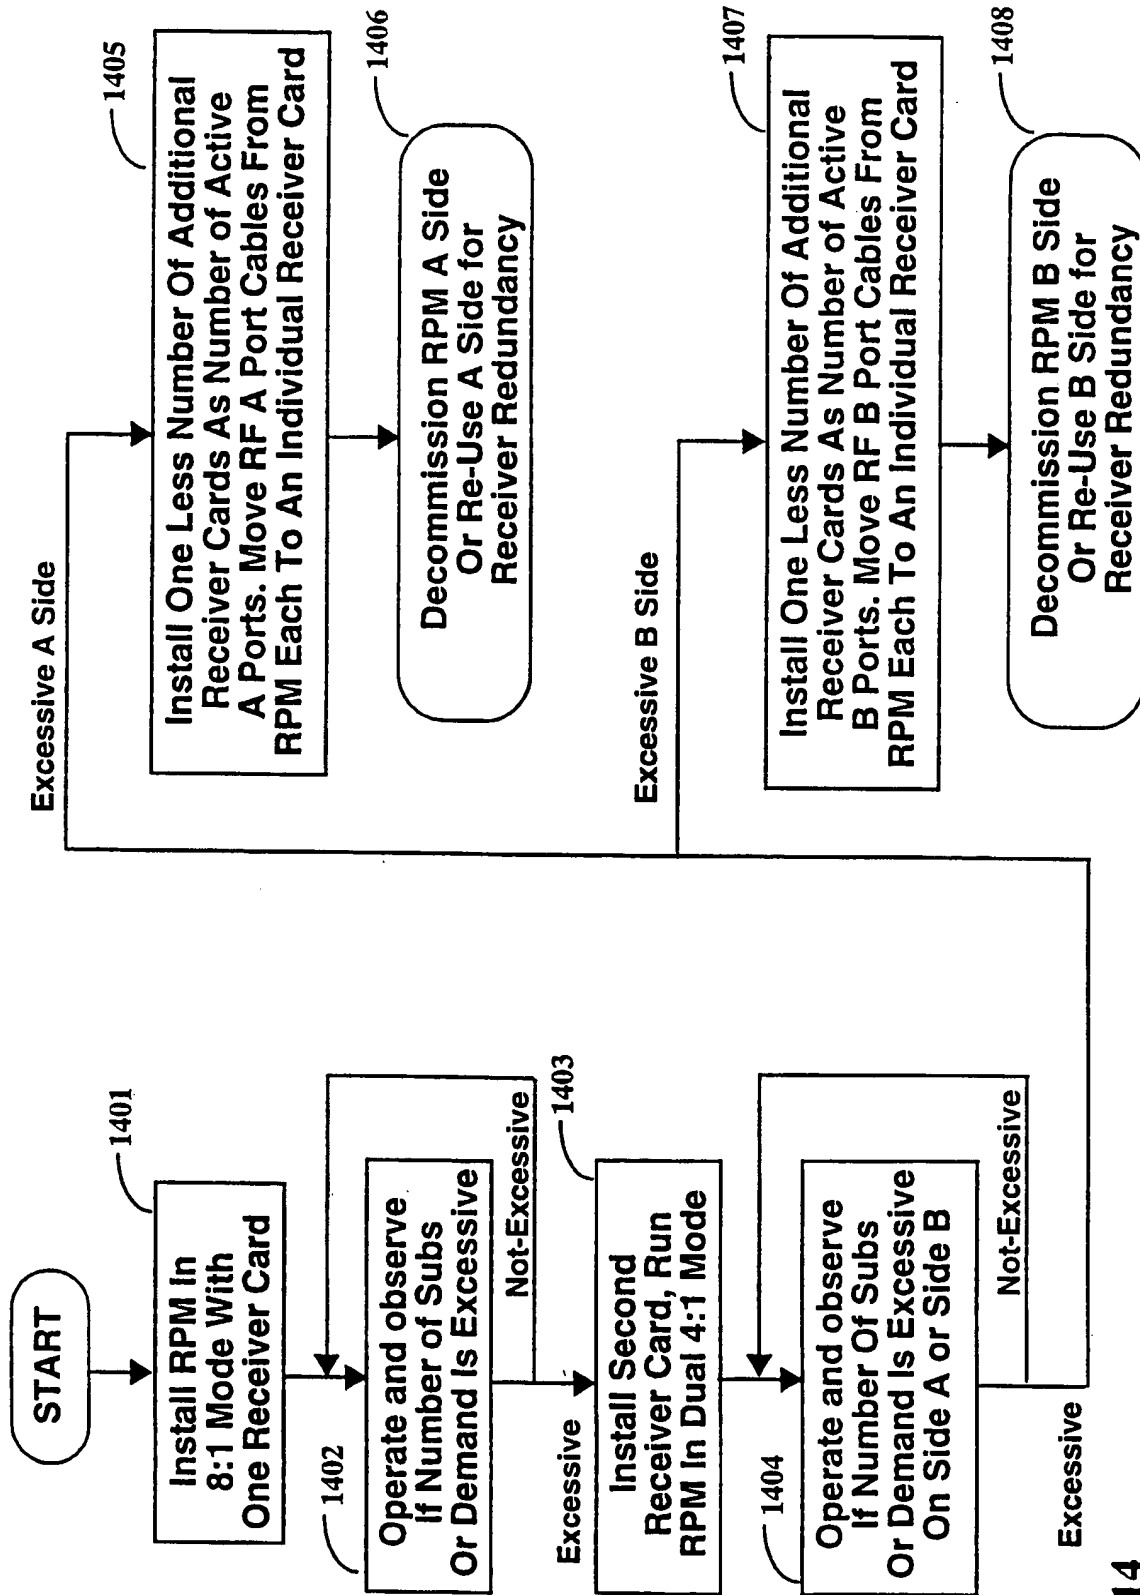 START
1401
Install RPM In
8:1 Mode With
One Receiver Card
1402
Operate and observe
If Number of Subs
Or Demand Is Excessive
Not-Excessive
Excessive
1403
Install Second
Receiver Card, Run
RPM In Dual 4:1 Mode
1404
Operate and observe
If Number Of Subs
Or Demand Is Excessive
On Side A or Side B
Not-Excessive
Excessive
Excessive A Side
1405
Install One Less Number Of Additional
Receiver Cards As Number of Active
A Ports. Move RF A Port Cables From
RPM Each To An Individual Receiver Card
1406
Decommission RPM A Side
Or Re-Use A Side for
Receiver Redundancy
Excessive B Side
1407
Install One Less Number Of Additional
Receiver Cards As Number of Active
B Ports. Move RF B Port Cables From
RPM Each To An Individual Receiver Card
1408
Decommission RPM B Side
Or Re-Use B Side for
Receiver Redundancy
14